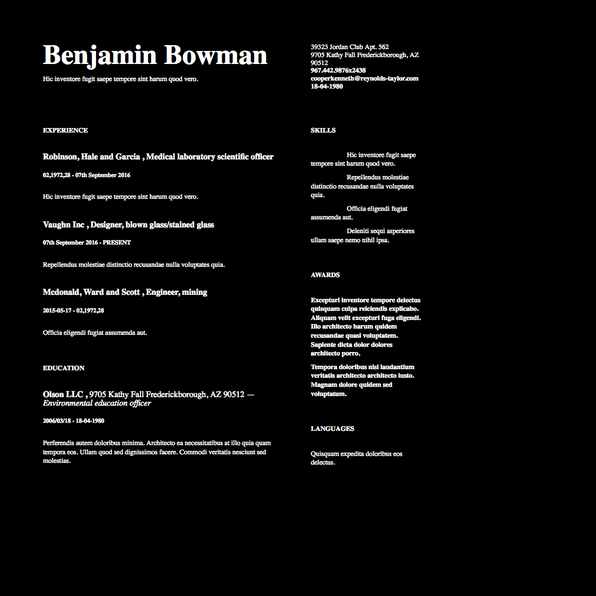 Benjamin Bowman
Hic inventore fugit saepe tempore sint harum quod vero.
39323 Jordan Club Apt. 562
9705 Kathy Fall Frederickborough, AZ
90512
967.442.9876x2438
cooperkenneth@reynolds-taylor.com
18-04-1980
EXPERIENCE
Robinson, Hale and Garcia , Medical laboratory scientific officer
02,1972,28 - 07th September 2016
Hic inventore fugit saepe tempore sint harum quod vero.
Vaughn Inc , Designer, blown glass/stained glass
07th September 2016 - PRESENT
Repellendus molestiae distinctio recusandae nulla voluptates quia.
Mcdonald, Ward and Scott , Engineer, mining
2015-05-17 - 02,1972,28
Officia eligendi fugiat assumenda aut.
EDUCATION
Olson LLC , 9705 Kathy Fall Frederickborough, AZ 90512 —
Environmental education officer
2006/03/18 - 18-04-1980
Perferendis autem doloribus minima. Architecto ea necessitatibus at illo quia quam
tempora eos. Ullam quod sed dignissimos facere. Commodi veritatis nesciunt sed
molestias.
SKILLS
Hic inventore fugit saepe
tempore sint harum quod vero.
Repellendus molestiae
distinctio recusandae nulla voluptates
quia.
Officia eligendi fugiat
assumenda aut.
Deleniti sequi asperiores
ullam saepe nemo nihil ipsa.
AWARDS
Excepturi inventore tempore delectus
quisquam culpa reiciendis explicabo.
Aliquam velit excepturi fuga eligendi.
Illo architecto harum quidem
recusandae quasi voluptatem.
Sapiente dicta dolor dolores
architecto porro.
Tempora doloribus nisi laudantium
veritatis architecto architecto iusto.
Magnam dolore quidem sed
voluptatum.
LANGUAGES
Quisquam expedita doloribus eos
delectus.